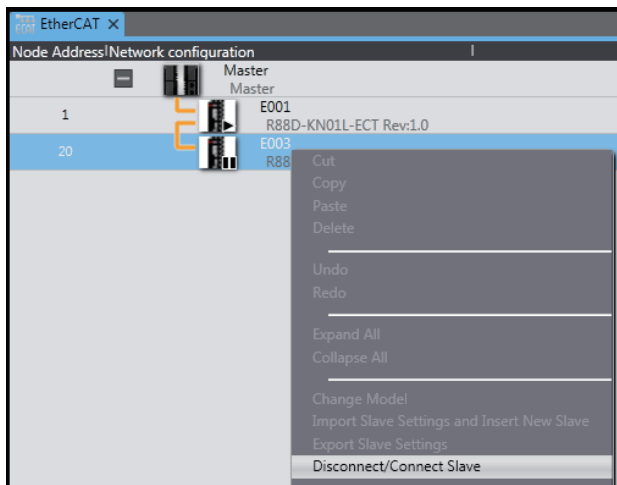 EtherCAT
Node Address Network configuration
Master
Master
1
E001
R88D-KN01L-ECT Rev:1.0
20
E003
R88
Cut
Copy
Paste
Delete
Undo
Redo
Expand All
Collapse All
Change Model
Import Slave Settings and Insert New Slave
Export Slave Settings
Disconnect/Connect Slave